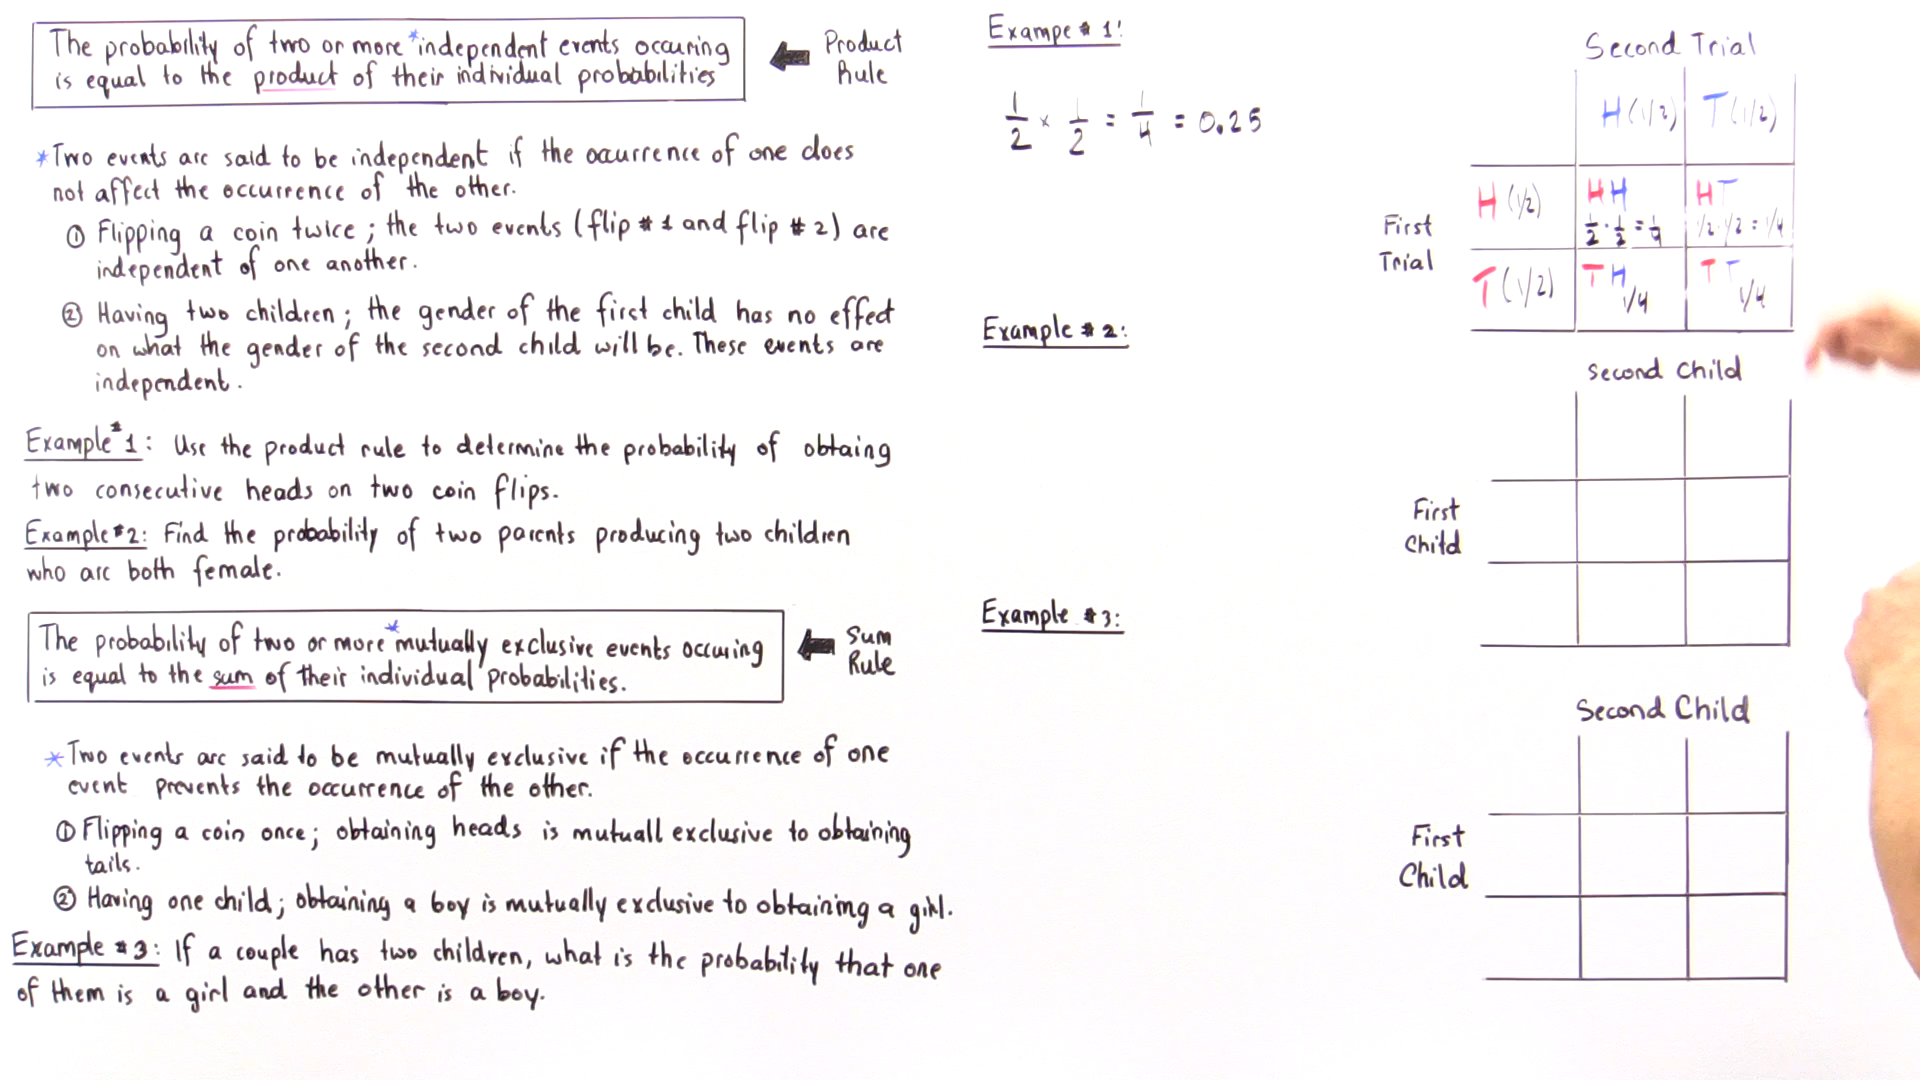 The probability of two or more *independent events occuring
is equal to the product of their individual probabilities
Product
Rule
*Two events are said to be independent if the ocurrence of one does
not affect the occurrence of the other.
① Flipping a coin twice; the two events (flip #1 and flip #2) are
independent of one another.
② Having two children; the gender of the first child has no effect
on what the gender of the second child will be. These events are
independent.
Example #1: Use the product rule to determine the probability of obtaing
two consecutive heads on two coin flips.
Example #2: Find the probability of two parents producing two children
who are both female.
The probability of two or more *mutually exclusive events occuring
is equal to the sum of their individual probabilities.
Sum
Rule
*Two events are said to be mutually exclusive if the occurrence of one
event prevents the occurrence of the other.
① Flipping a coin once; obtaining heads is mutuall exclusive to obtaining
tails.
② Having one child; obtaining a boy is mutually exclusive to obtaining a girl.
Example #3: If a couple has two children, what is the probability that one
of them is a girl and the other is a boy.
Exampe #1:
1/2 × 1/2 = 1/4 = 0.25
Example #2:
Example #3:
Second Trial
H(1/2) T(1/2)
First
Trial
H(1/2) HH HT
1/2 · 1/2 = 1/4 1/2 · 1/2 = 1/4
T(1/2) TH TT
1/4 1/4
Second Child
First
Child
Second Child
First
Child